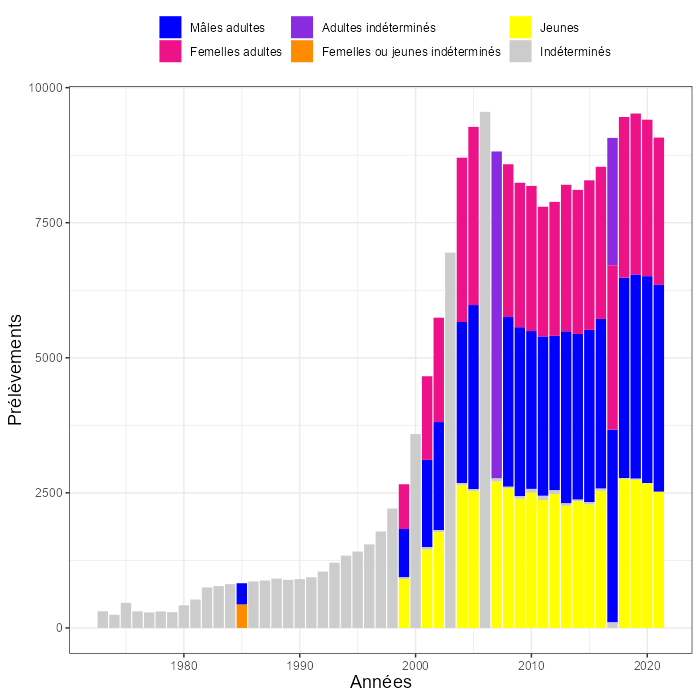 Mâles adultes Adultes indéterminés Jeunes
Femelles adultes Femelles ou jeunes indéterminés Indéterminés
10000
7500
5000
2500
0
Prélèvements
1980 1990 2000 2010 2020
Années